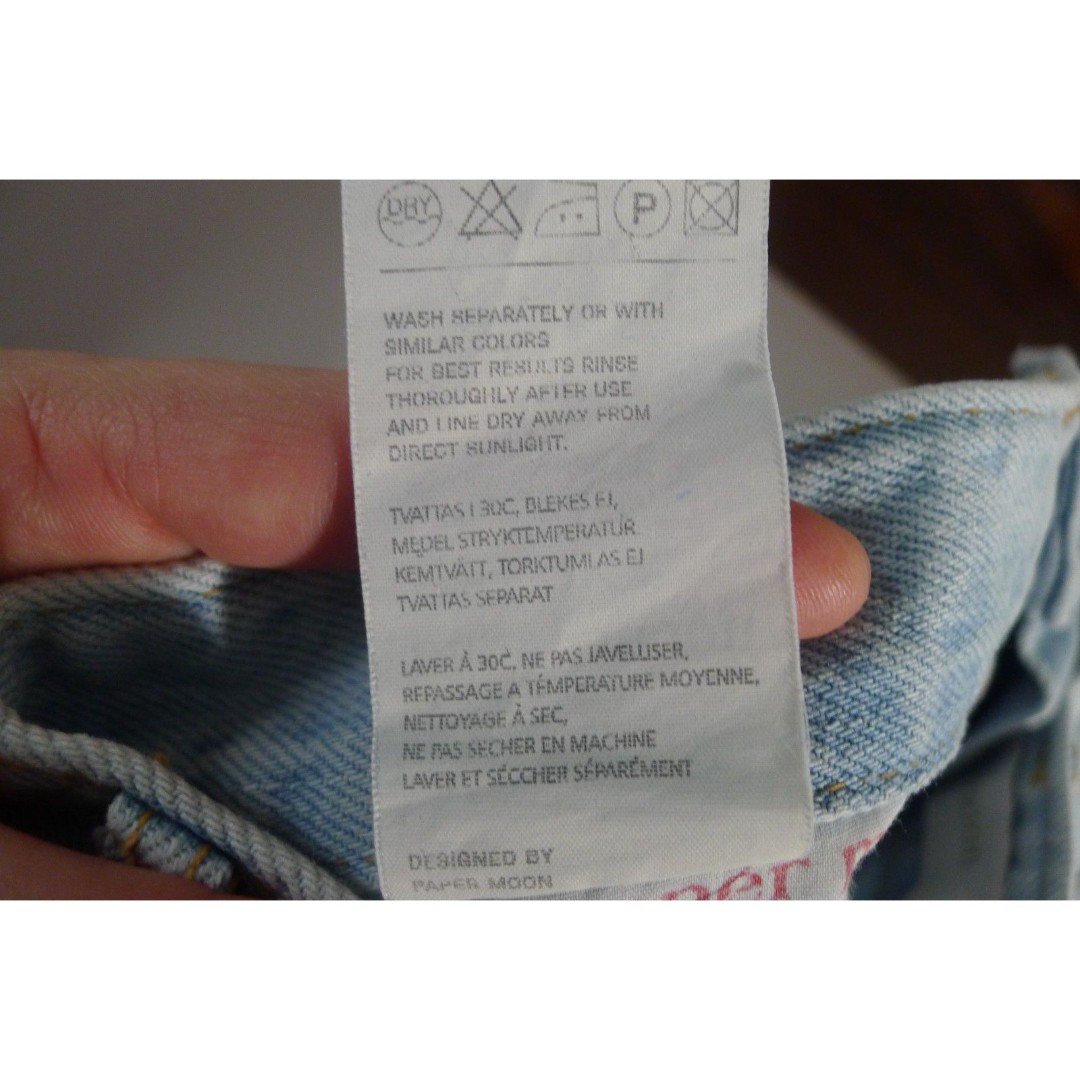 DRY
P
WASH SEPARATELY OR WITH
SIMILAR COLORS
FOR BEST RESULTS RINSE
THOROUGHLY AFTER USE
AND LINE DRY AWAY FROM
DIRECT SUNLIGHT.
TVATTAS I 30C, BLEKES EJ,
MEDEL STRYKTEMPERATUR
KEMTVÄTT, TORKTUMLAS EJ
TVATTAS SEPARAT
LAVER À 30C, NE PAS JAVELLISER,
REPASSAGE A TÉMPERATURE MOYENNE,
NETTOYAGE À SEC,
NE PAS SECHER EN MACHINE
LAVER ET SÉCCHER SÉPARÉMENT
DESIGNED BY
PAPER MOON